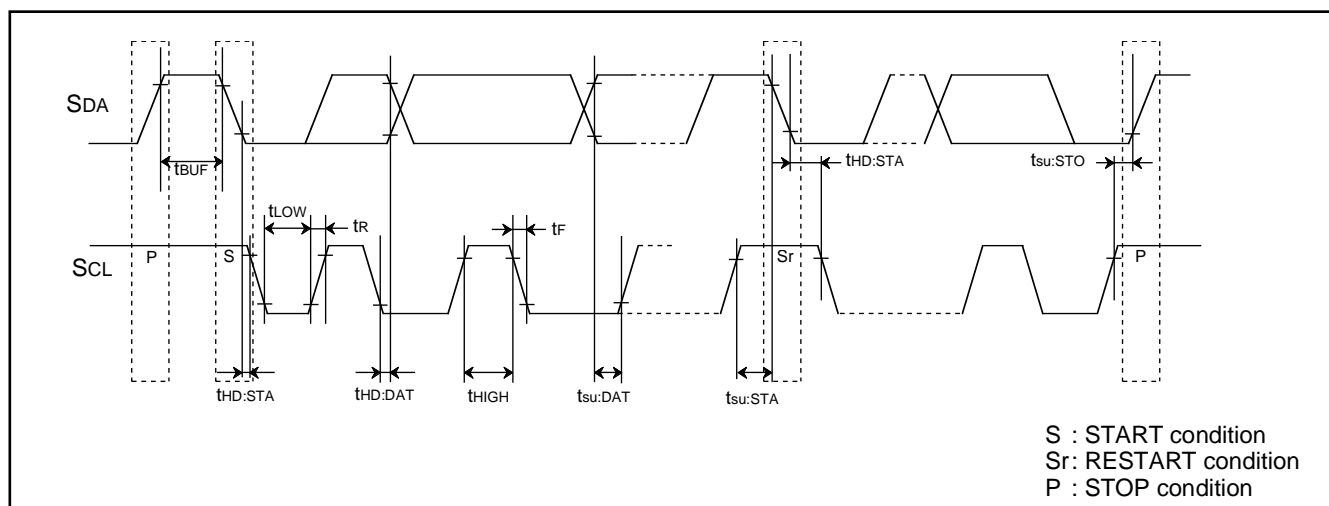 SDA
tBUF
tHD:STA
tsu:STO
tLOW
tR
tF
SCL
P
S
Sr
P
tHD:STA
tHD:DAT
tHIGH
tsu:DAT
tsu:STA
S : START condition
Sr: RESTART condition
P : STOP condition